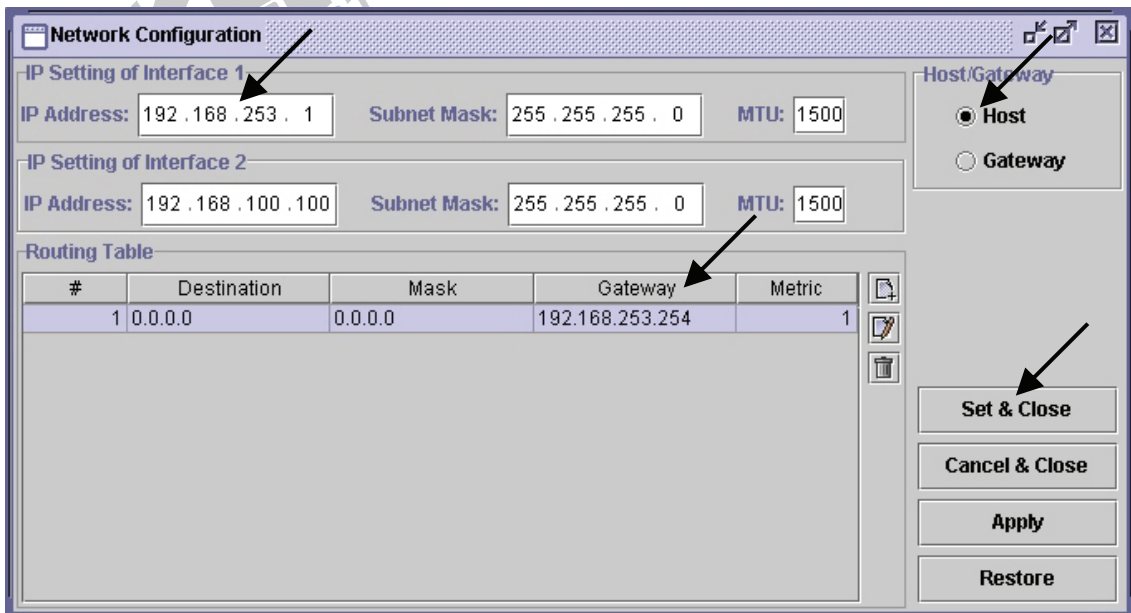 Network Configuration
IP Setting of Interface 1
IP Address: 192 . 168 . 253 . 1 Subnet Mask: 255 . 255 . 255 . 0 MTU: 1500
IP Setting of Interface 2
IP Address: 192 . 168 . 100 . 100 Subnet Mask: 255 . 255 . 255 . 0 MTU: 1500
Host/Gateway
Host
Gateway
Routing Table
# Destination Mask Gateway Metric
1 0.0.0.0 0.0.0.0 192.168.253.254 1
Set & Close
Cancel & Close
Apply
Restore